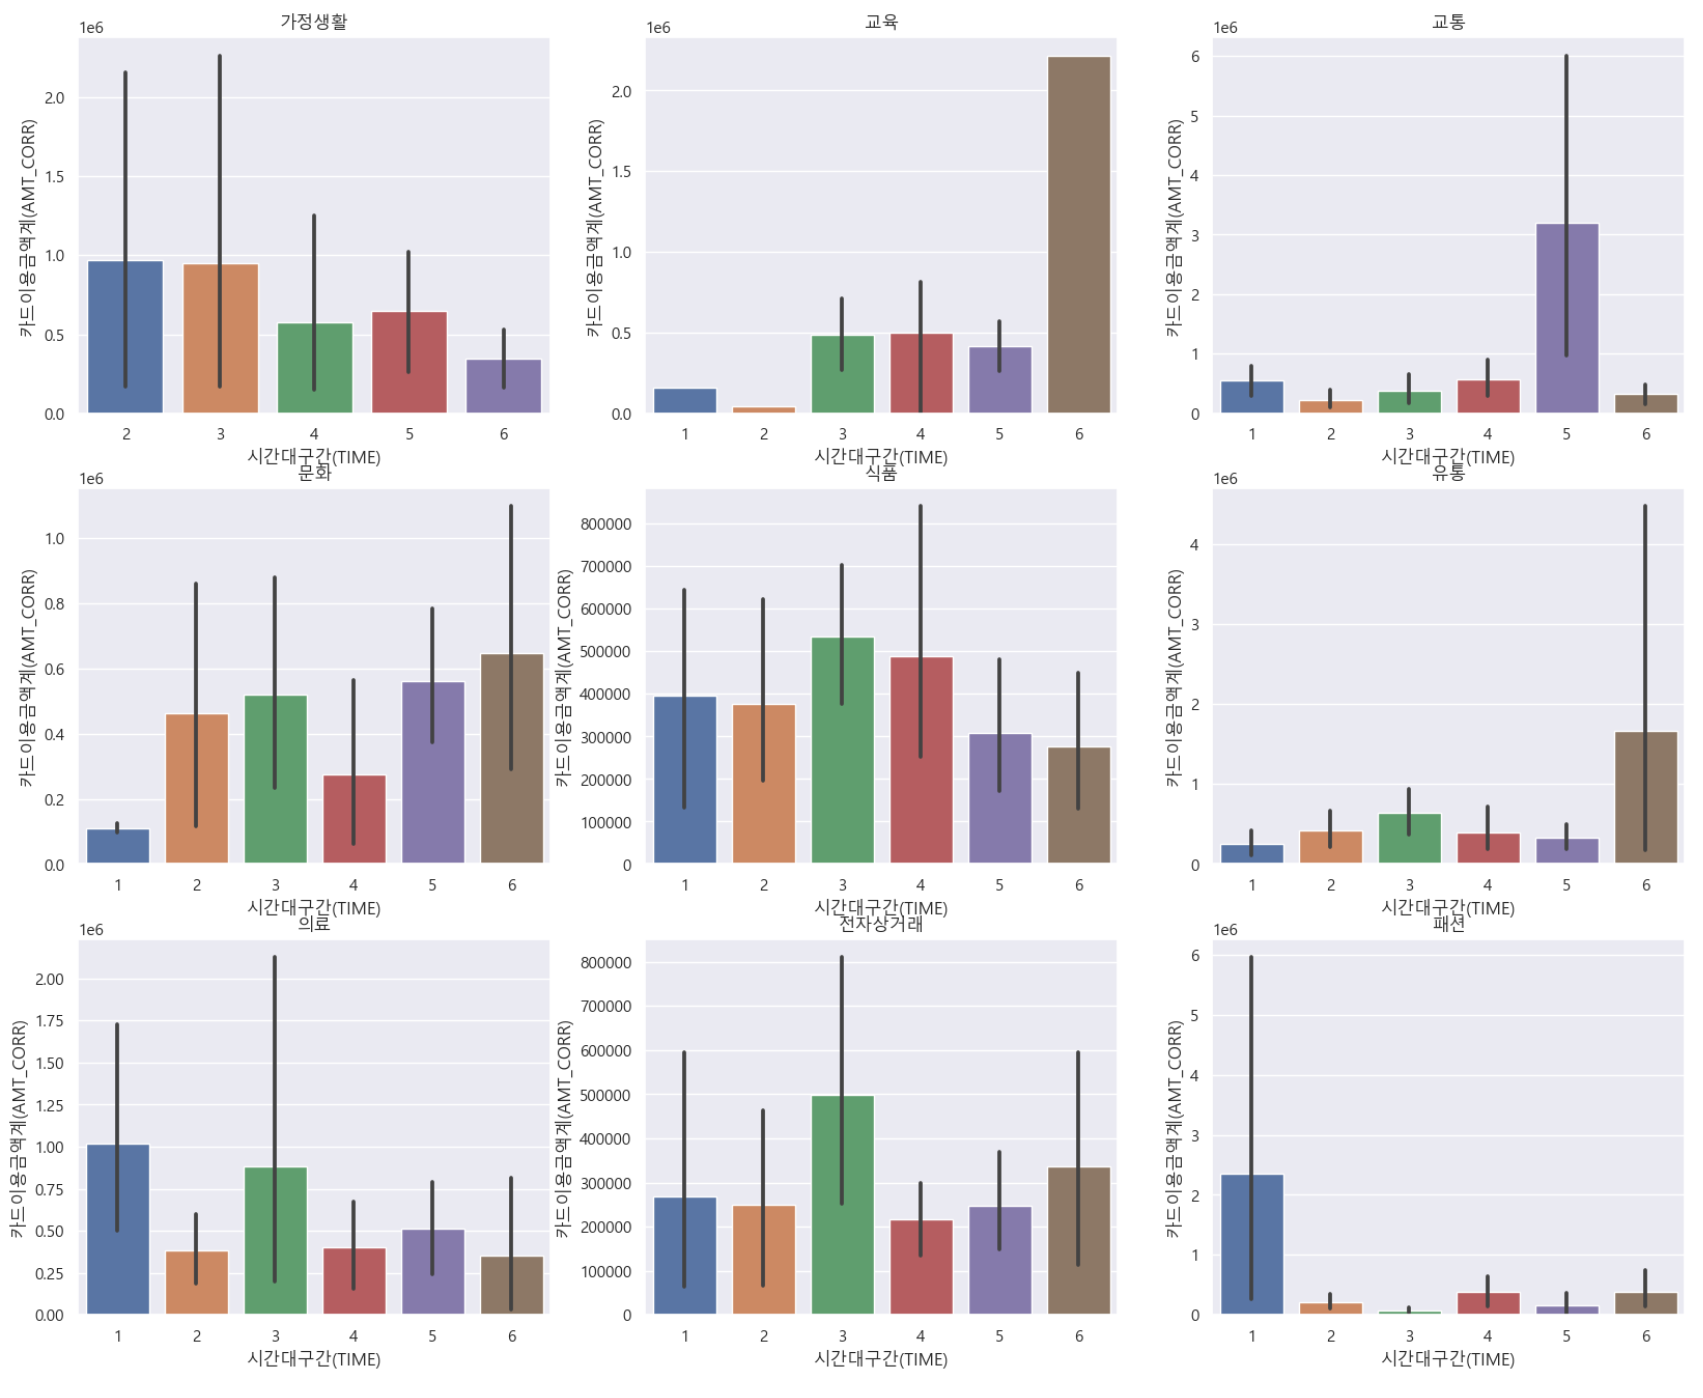 가정생활
1e6
카드이용금액계(AMT_CORR)
2.0
1.5
1.0
0.5
0.0
2 3 4 5 6
시간대구간(TIME)
교육
1e6
카드이용금액계(AMT_CORR)
2.0
1.5
1.0
0.5
0.0
1 2 3 4 5 6
시간대구간(TIME)
교통
1e6
카드이용금액계(AMT_CORR)
6
5
4
3
2
1
0
1 2 3 4 5 6
시간대구간(TIME)
문화
1e6
카드이용금액계(AMT_CORR)
1.0
0.8
0.6
0.4
0.2
0.0
1 2 3 4 5 6
시간대구간(TIME)
식품
카드이용금액계(AMT_CORR)
800000
700000
600000
500000
400000
300000
200000
100000
0
1 2 3 4 5 6
시간대구간(TIME)
유통
1e6
카드이용금액계(AMT_CORR)
4
3
2
1
0
1 2 3 4 5 6
시간대구간(TIME)
의료
1e6
카드이용금액계(AMT_CORR)
2.00
1.75
1.50
1.25
1.00
0.75
0.50
0.25
0.00
1 2 3 4 5 6
시간대구간(TIME)
전자상거래
카드이용금액계(AMT_CORR)
800000
700000
600000
500000
400000
300000
200000
100000
0
1 2 3 4 5 6
시간대구간(TIME)
패션
1e6
카드이용금액계(AMT_CORR)
6
5
4
3
2
1
0
1 2 3 4 5 6
시간대구간(TIME)